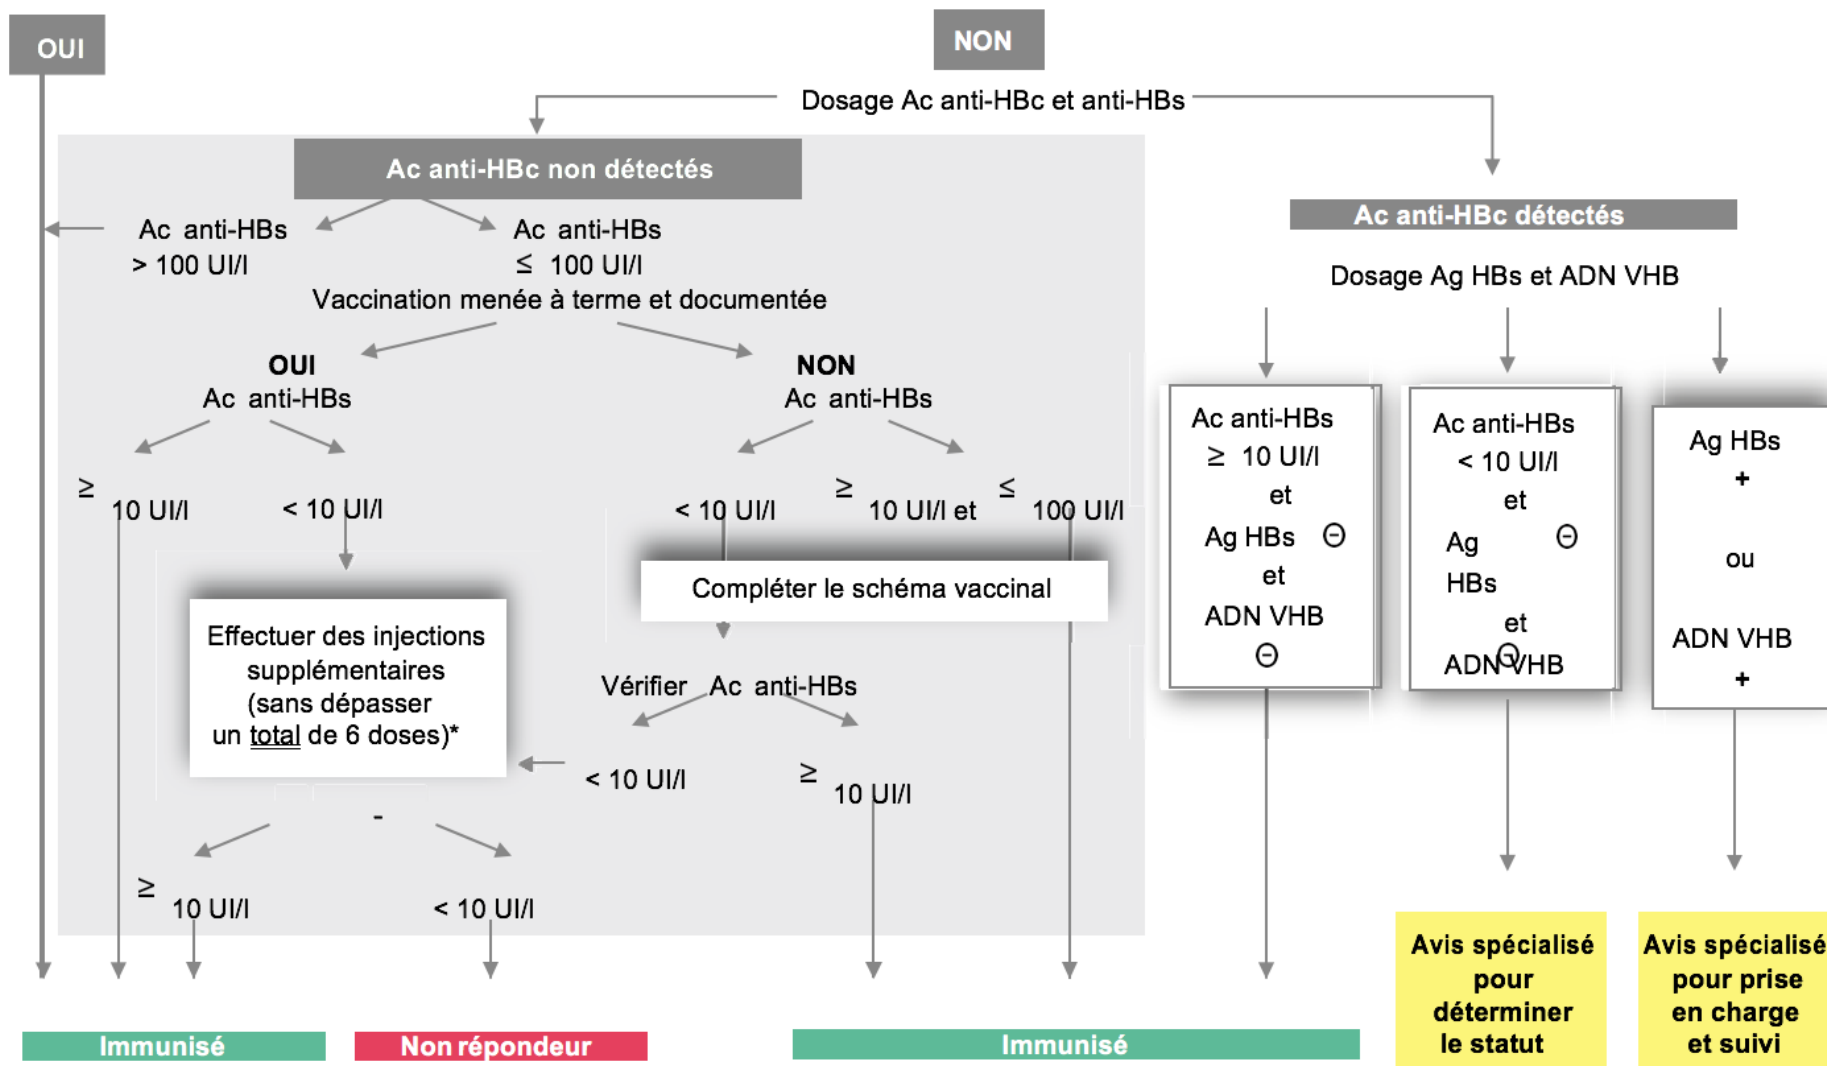 OUI
NON
Dosage Ac anti-HBc et anti-HBs
Ac anti-HBc non détectés
Ac anti-HBs
> 100 UI/l
Ac anti-HBs
≤ 100 UI/l
Vaccination menée à terme et documentée
OUI
Ac anti-HBs
NON
Ac anti-HBs
≥
10 UI/l
< 10 UI/l
< 10 UI/l
≥
10 UI/l et
≤
100 UI/l
Effectuer des injections
supplémentaires
(sans dépasser
un total de 6 doses)*
Compléter le schéma vaccinal
Vérifier Ac anti-HBs
< 10 UI/l
≥
10 UI/l
-
≥
10 UI/l
< 10 UI/l
Ac anti-HBc détectés
Dosage Ag HBs et ADN VHB
Ac anti-HBs
≥ 10 UI/l
et
Ag HBs ⊖
et
ADN VHB
⊖
Ac anti-HBs
< 10 UI/l
et
Ag ⊖
HBs
et
ADN VHB
⊖
Ag HBs
+
ou
ADN VHB
+
Immunisé
Non répondeur
Immunisé
Avis spécialisé
pour
déterminer
le statut
Avis spécialisé
pour prise
en charge
et suivi